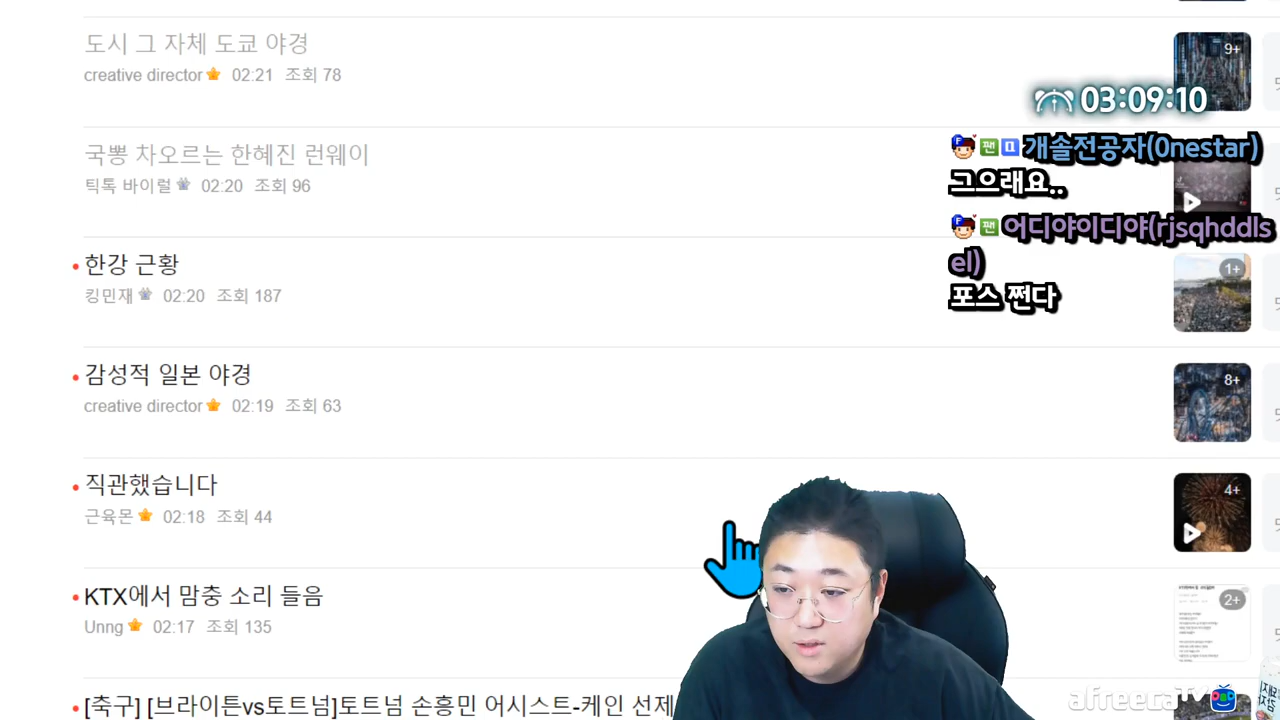 도시 그 자체 도쿄 야경
9+
creative director 02:21 조회 78
03:09:10
국뽕 차오르는 한혜진 런웨이
틱톡 바이럴 02:20 조회 96
팬 개솔전공자(0nestar)
그으래요..
팬 어디야이디야(rjsqhddls
el)
포스 쩐다
한강 근황
1+
킹민재 02:20 조회 187
감성적 일본 야경
8+
creative director 02:19 조회 63
직관했습니다
4+
근육몬 02:18 조회 44
KTX에서 맘충 소리 들음
2+
Unng 02:17 조회 135
[축구] [브라이튼vs토트넘]토트넘 손흥민 어시스트-케인 선제
afreecaTV